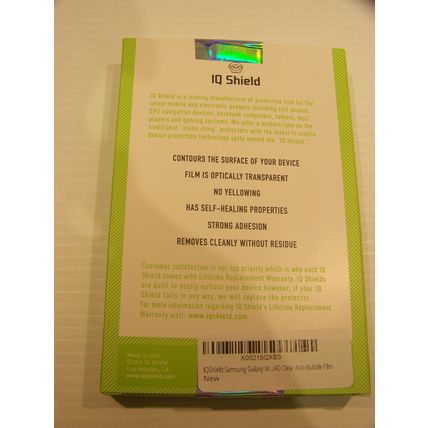 IQ Shield
IQ Shield is a leading manufacturer of protective film for the
latest mobile and electronic gadgets including cell phones,
GPS navigation devices, notebook computers, tablets, mp3
players and gaming systems. We offer a modern take on the
traditional "static cling" protectors with the latest in mobile
device protection technology aptly named the "IQ Shield."
CONTOURS THE SURFACE OF YOUR DEVICE
FILM IS OPTICALLY TRANSPARENT
NO YELLOWING
HAS SELF-HEALING PROPERTIES
STRONG ADHESION
REMOVES CLEANLY WITHOUT RESIDUE
Customer satisfaction is our top priority which is why each IQ
Shield comes with Lifetime Replacement Warranty. IQ Shields
are built to easily outlast your device however, if your IQ
Shield fails in any way, we will replace the protector.
For more information regarding IQ Shield's Lifetime Replacement
Warranty visit: www.iqshield.com
Made in USA
IQ Shield
Los Angeles, CA
www.iqshield.com
X00215QXB3
IQShield Samsung Galaxy W...HD Clear Anti-Bubble Film
New